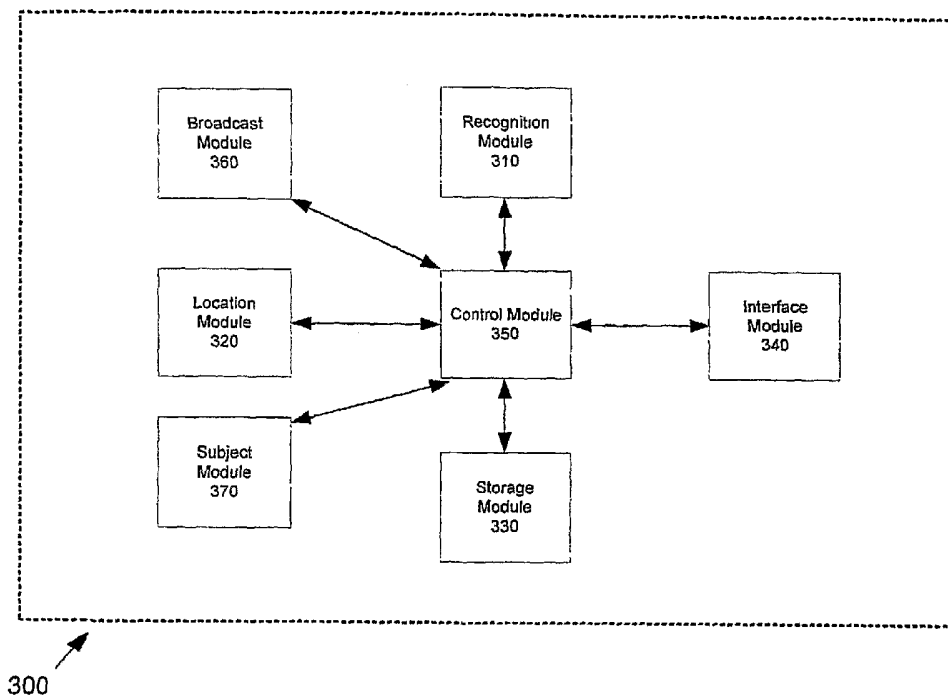 Broadcast
Module
360
Recognition
Module
310
Location
Module
320
Control Module
350
Interface
Module
340
Subject
Module
370
Storage
Module
330
300